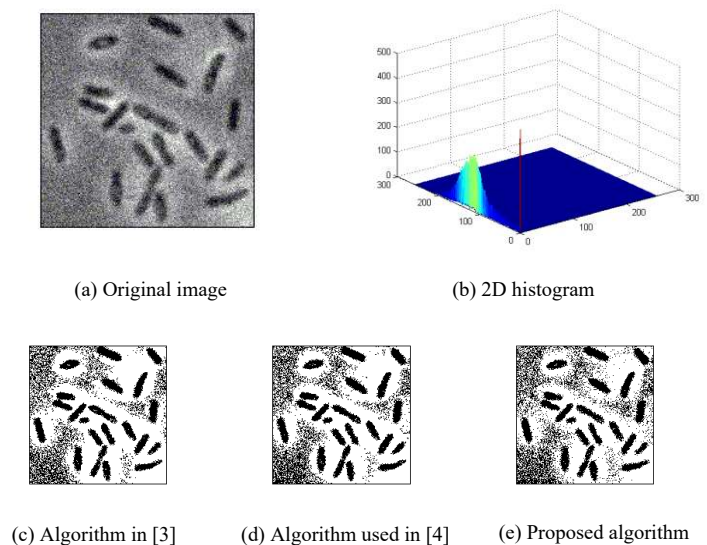 500
400
300
200
100
0
300
200
100
0
0
100
200
300
(a) Original image
(b) 2D histogram
(c) Algorithm in [3]
(d) Algorithm used in [4]
(e) Proposed algorithm